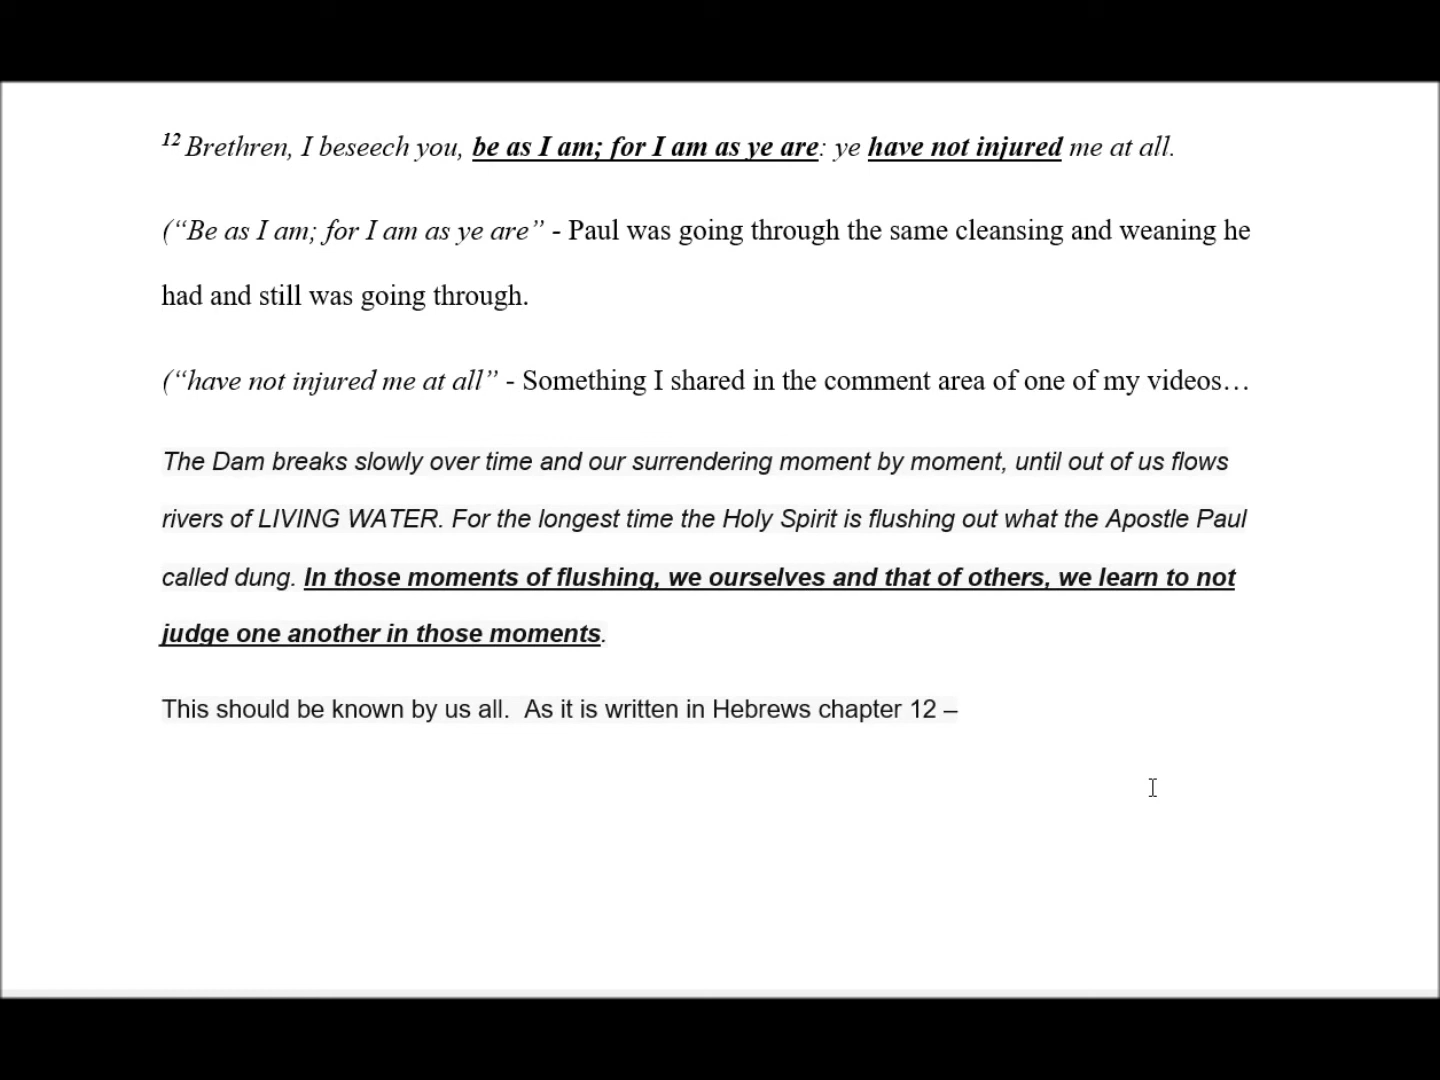 12 Brethren, I beseech you, be as I am; for I am as ye are: ye have not injured me at all.
(“Be as I am; for I am as ye are” - Paul was going through the same cleansing and weaning he
had and still was going through.
(“have not injured me at all” - Something I shared in the comment area of one of my videos…
The Dam breaks slowly over time and our surrendering moment by moment, until out of us flows
rivers of LIVING WATER. For the longest time the Holy Spirit is flushing out what the Apostle Paul
called dung. In those moments of flushing, we ourselves and that of others, we learn to not
judge one another in those moments.
This should be known by us all.  As it is written in Hebrews chapter 12 –